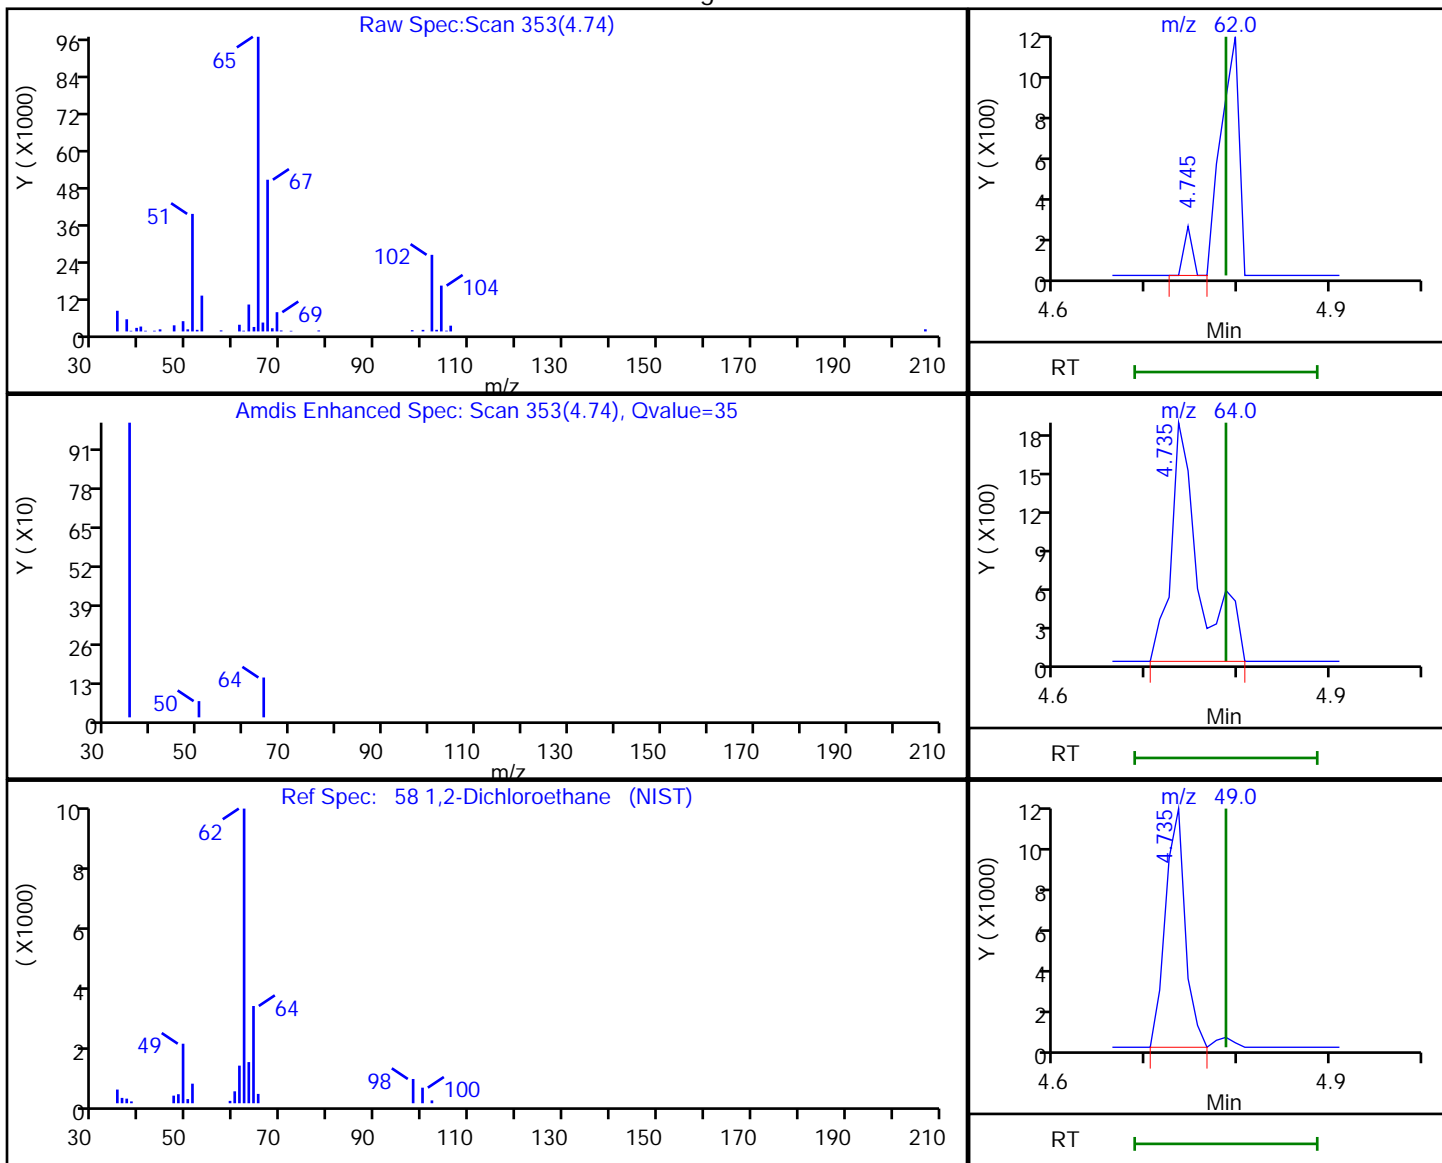 Raw Spec:Scan 353(4.74)
Y ( X1000)
96
84
72
60
48
36
24
12
0
65
67
51
102
104
69
30 50 70 90 110 130 150 170 190 210
m/z
m/z 62.0
Y ( X100)
12
10
8
6
4
2
0
4.745
4.6 4.9
Min
RT
Amdis Enhanced Spec: Scan 353(4.74), Qvalue=35
Y ( X10)
91
78
65
52
39
26
13
0
50
64
30 50 70 90 110 130 150 170 190 210
m/z
m/z 64.0
Y ( X100)
18
15
12
9
6
3
0
4.735
4.6 4.9
Min
RT
Ref Spec: 58 1,2-Dichloroethane (NIST)
( X1000)
10
8
6
4
2
0
62
64
49
98
100
30 50 70 90 110 130 150 170 190 210
m/z 49.0
Y ( X1000)
12
10
8
6
4
2
0
4.735
4.6 4.9
Min
RT